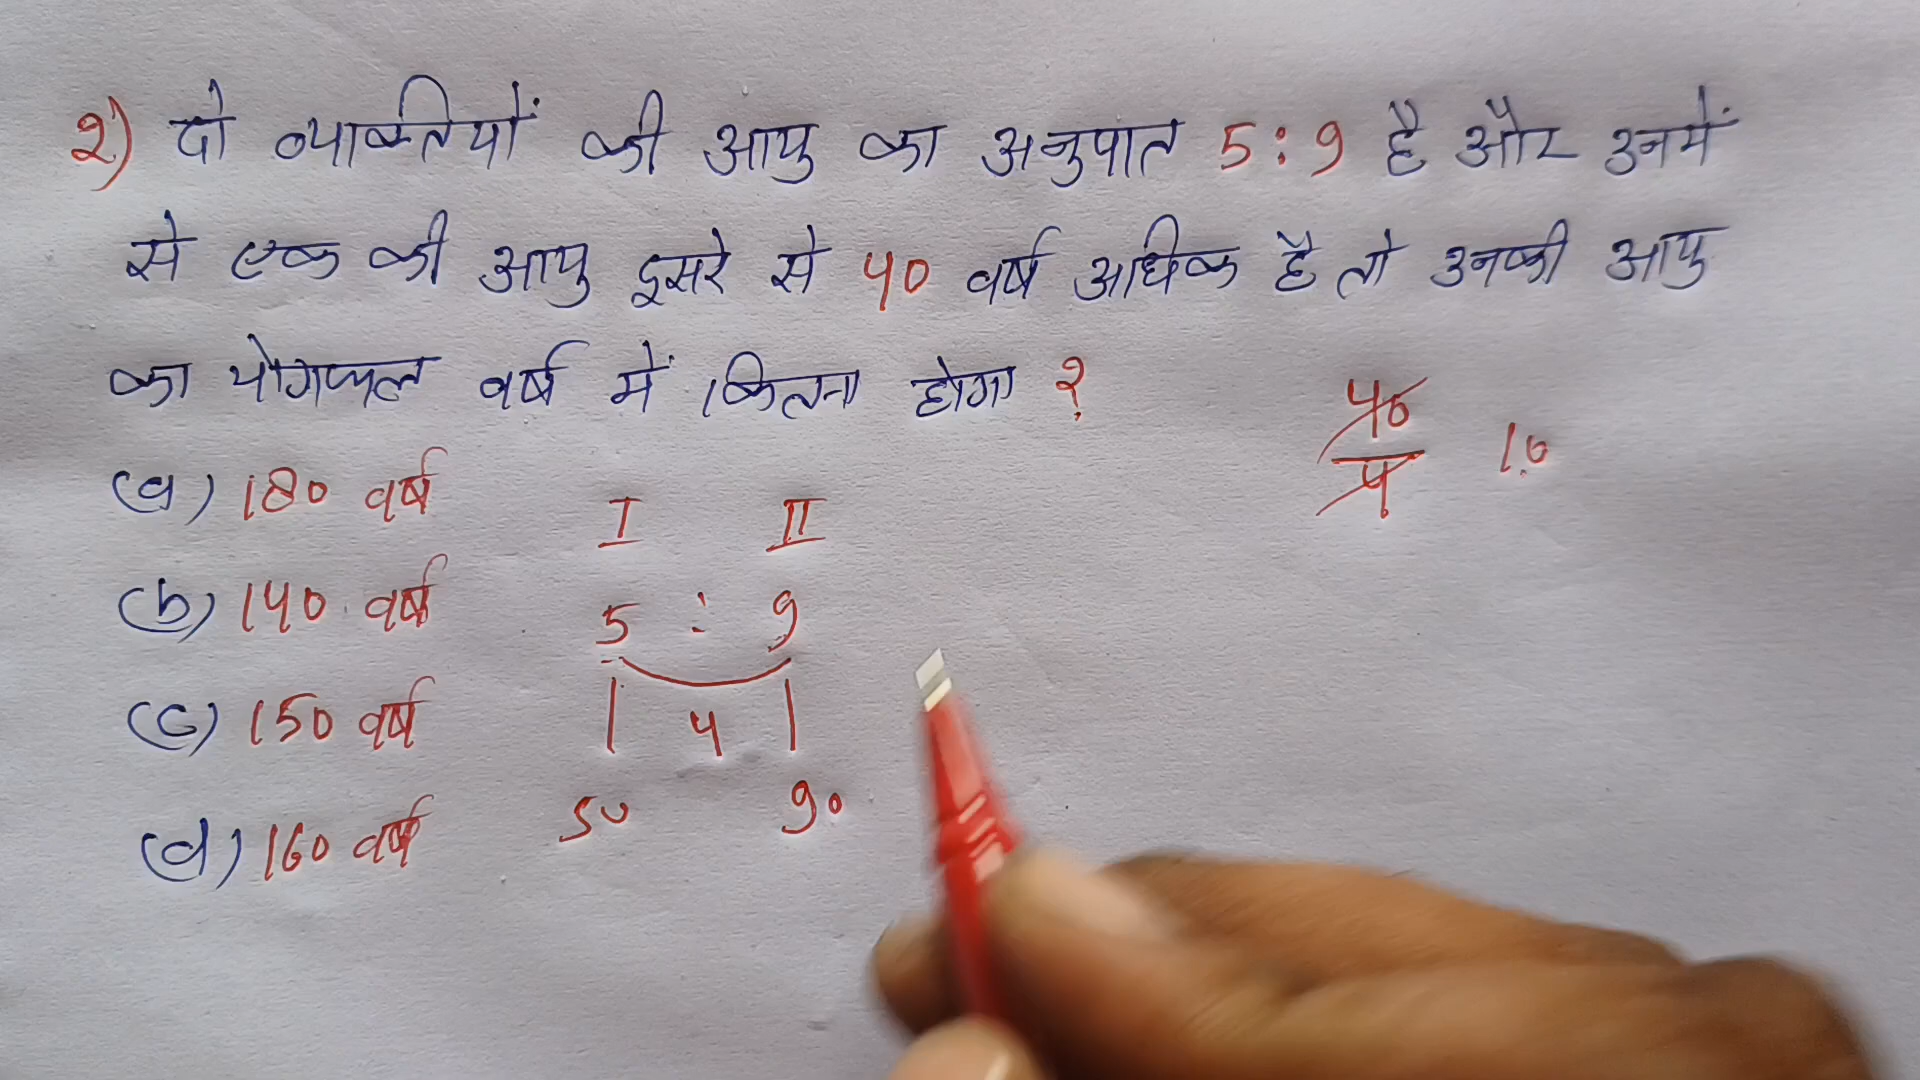 २) दो व्यक्तियों की आयु का अनुपात 5:9 है और उनमें
से एक की आयु दूसरे से 40 वर्ष अधिक है तो उनकी आयु
का योगफल वर्ष में कितना होगा ?
(a) 180 वर्ष
(b) 140 वर्ष
(c) 150 वर्ष
(d) 160 वर्ष
I II
5 : 9
4
50 90
40
4
10